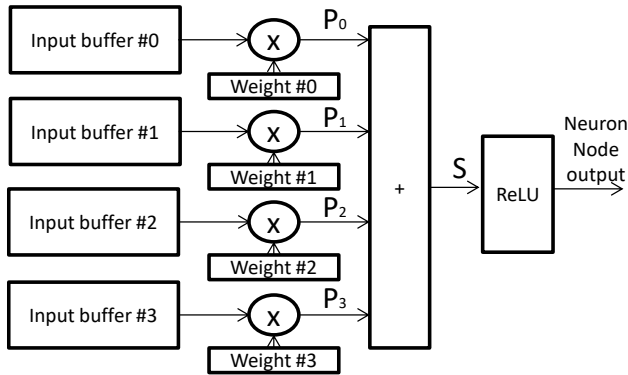 Input buffer #0
x
P₀
Weight #0
Input buffer #1
x
P₁
Weight #1
Input buffer #2
x
P₂
Weight #2
Input buffer #3
x
P₃
Weight #3
+
S
ReLU
Neuron
Node
output